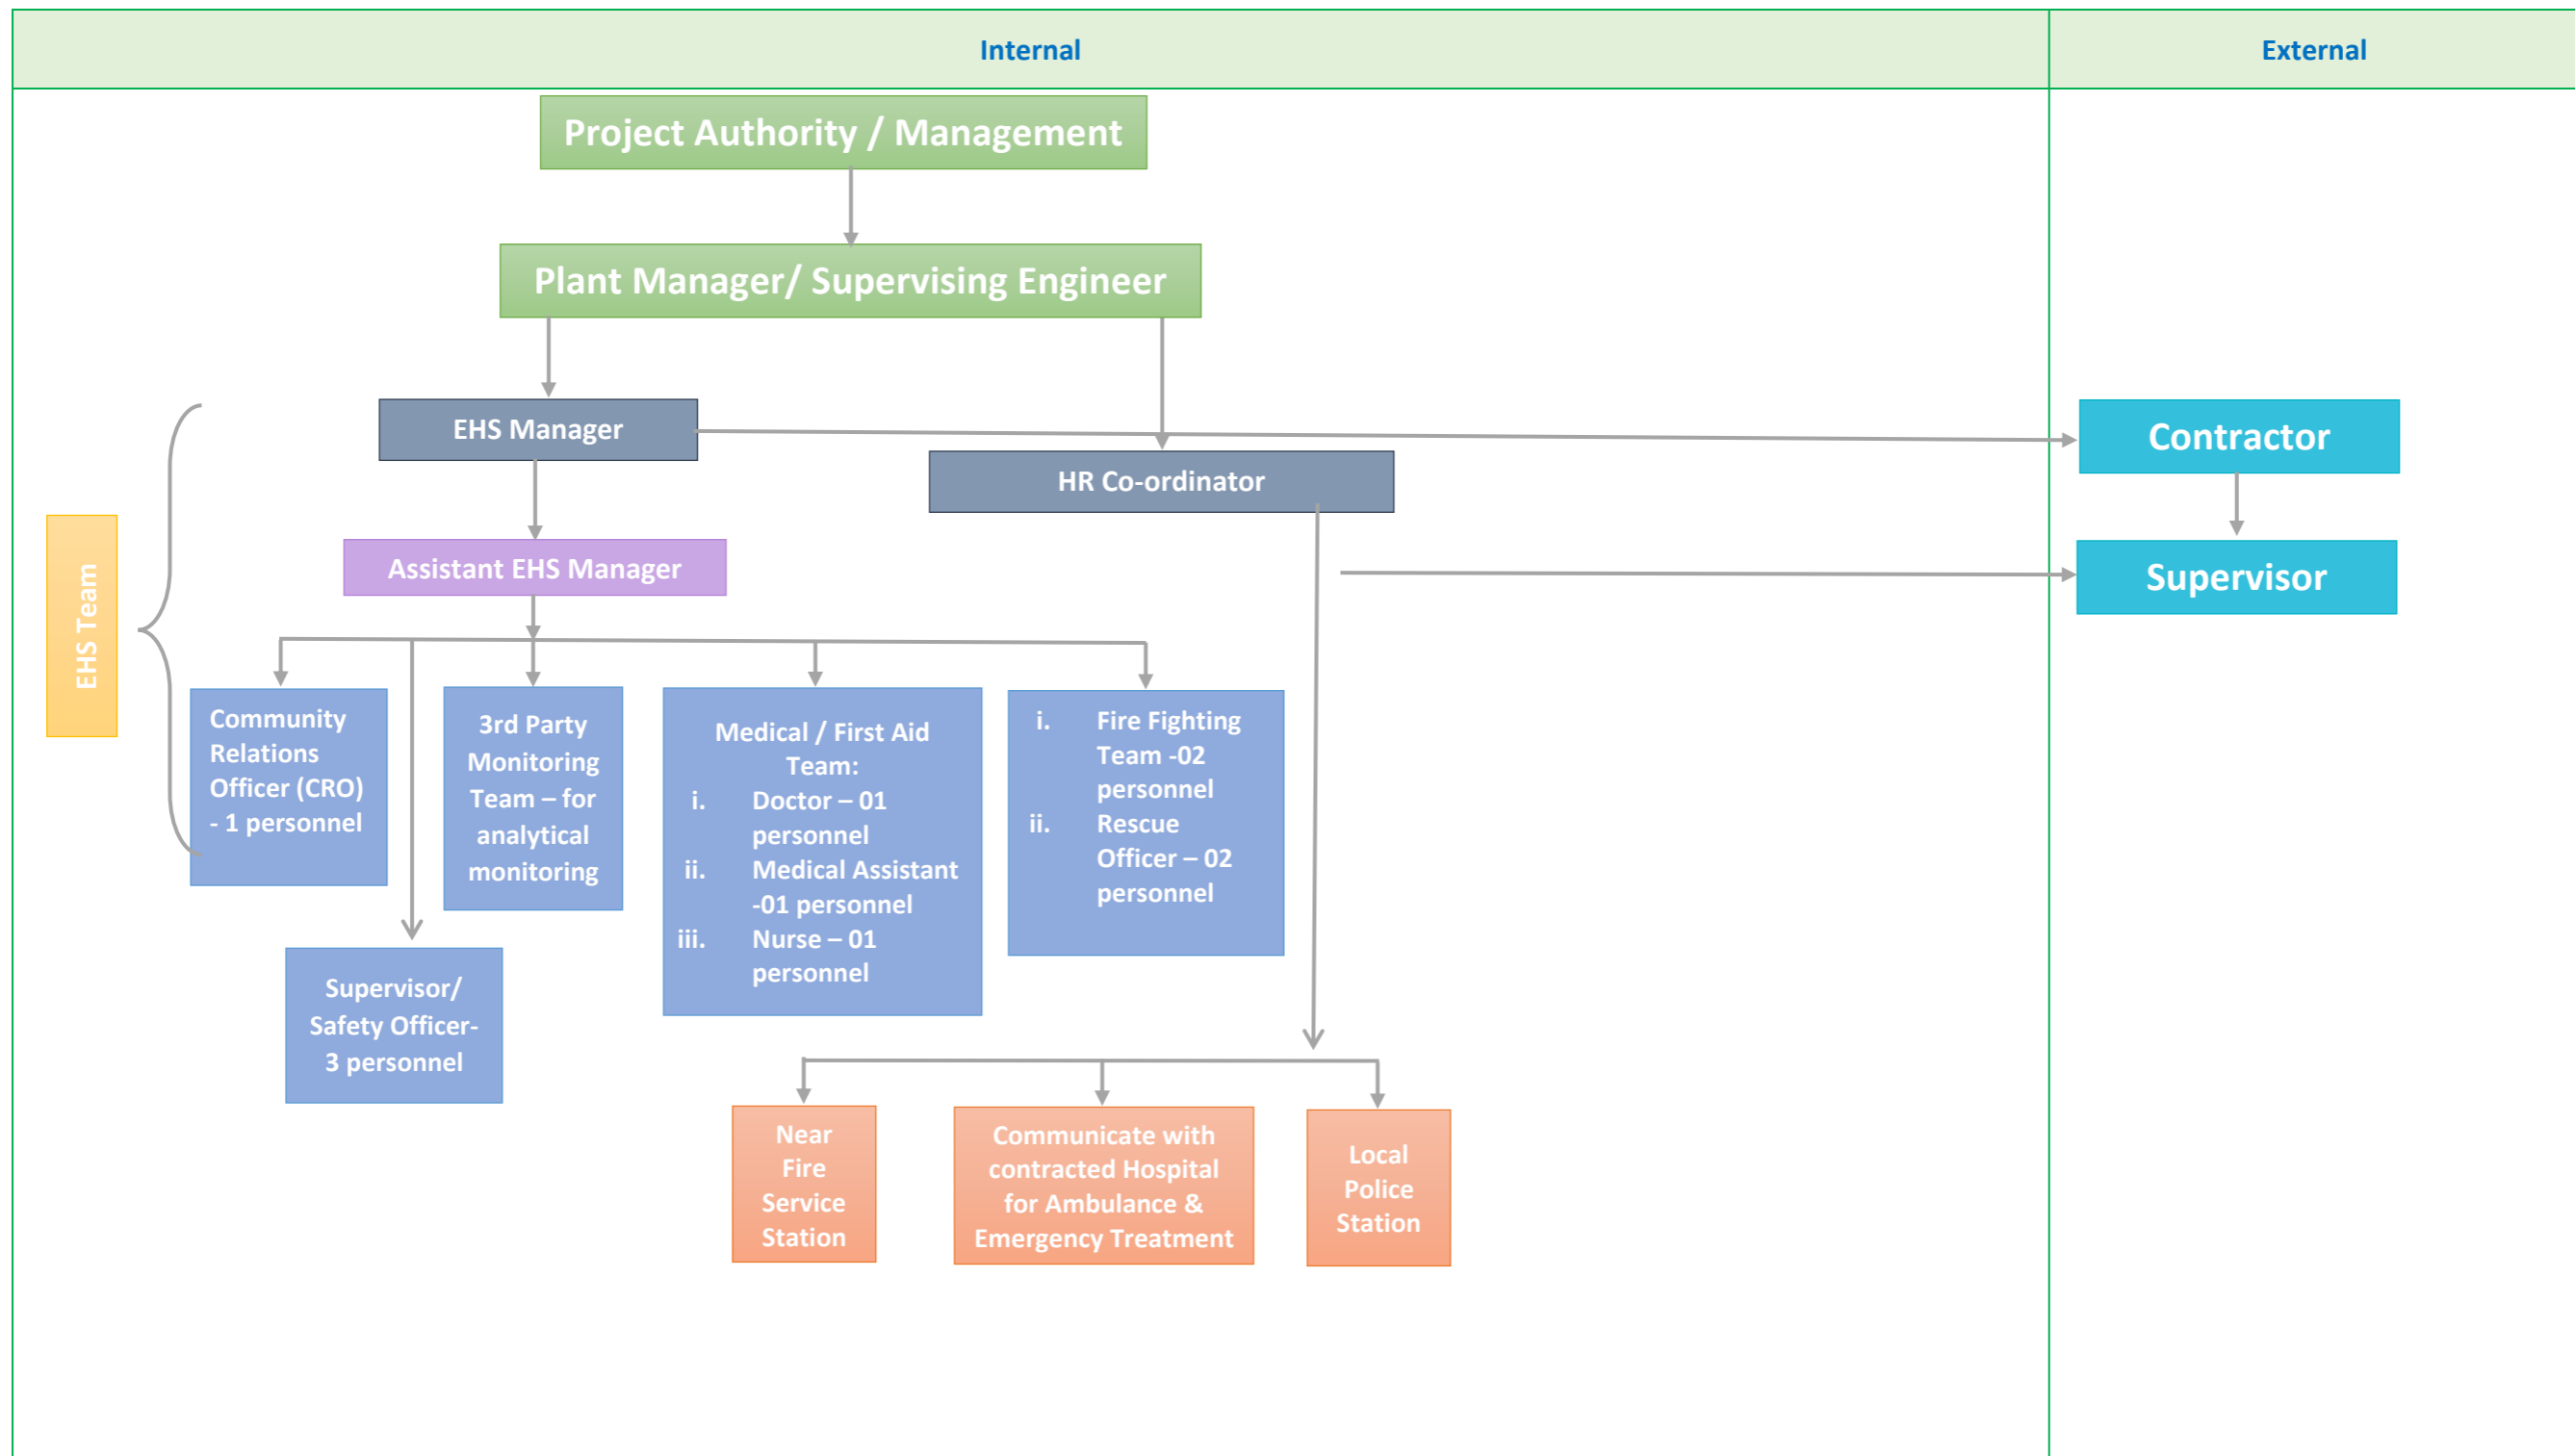 Internal
External
Project Authority / Management
Plant Manager/ Supervising Engineer
EHS Manager
Contractor
HR Co-ordinator
EHS Team
Assistant EHS Manager
Supervisor
Community
Relations
Officer (CRO)
- 1 personnel
3rd Party
Monitoring
Team – for
analytical
monitoring
Medical / First Aid
Team:
i. Doctor – 01
personnel
ii. Medical Assistant
-01 personnel
iii. Nurse – 01
personnel
i. Fire Fighting
Team -02
personnel
ii. Rescue
Officer – 02
personnel
Supervisor/
Safety Officer-
3 personnel
Near
Fire
Service
Station
Communicate with
contracted Hospital
for Ambulance &
Emergency Treatment
Local
Police
Station